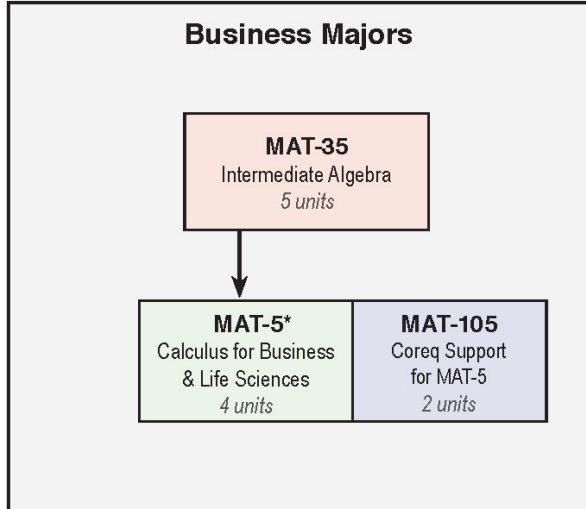 Business Majors
MAT-35
Intermediate Algebra
5 units
MAT-5*
Calculus for Business
& Life Sciences
4 units
MAT-105
Coreq Support
for MAT-5
2 units